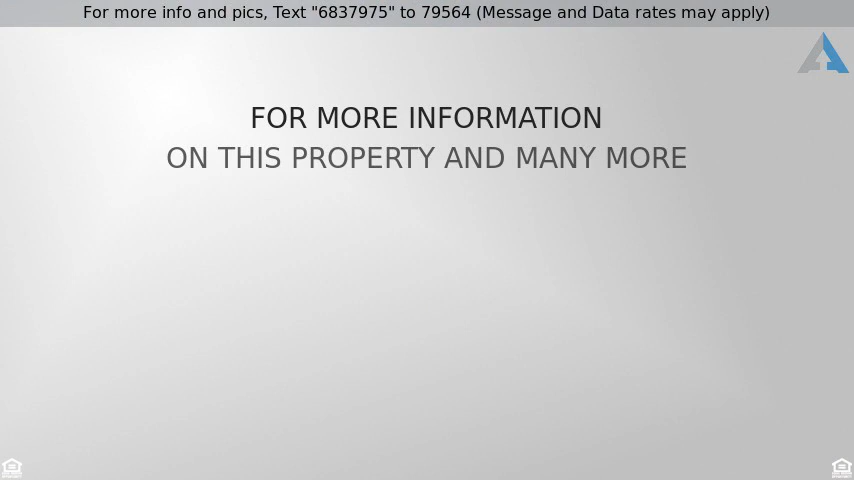 For more info and pics, Text "6837975" to 79564 (Message and Data rates may apply)
FOR MORE INFORMATION
ON THIS PROPERTY AND MANY MORE